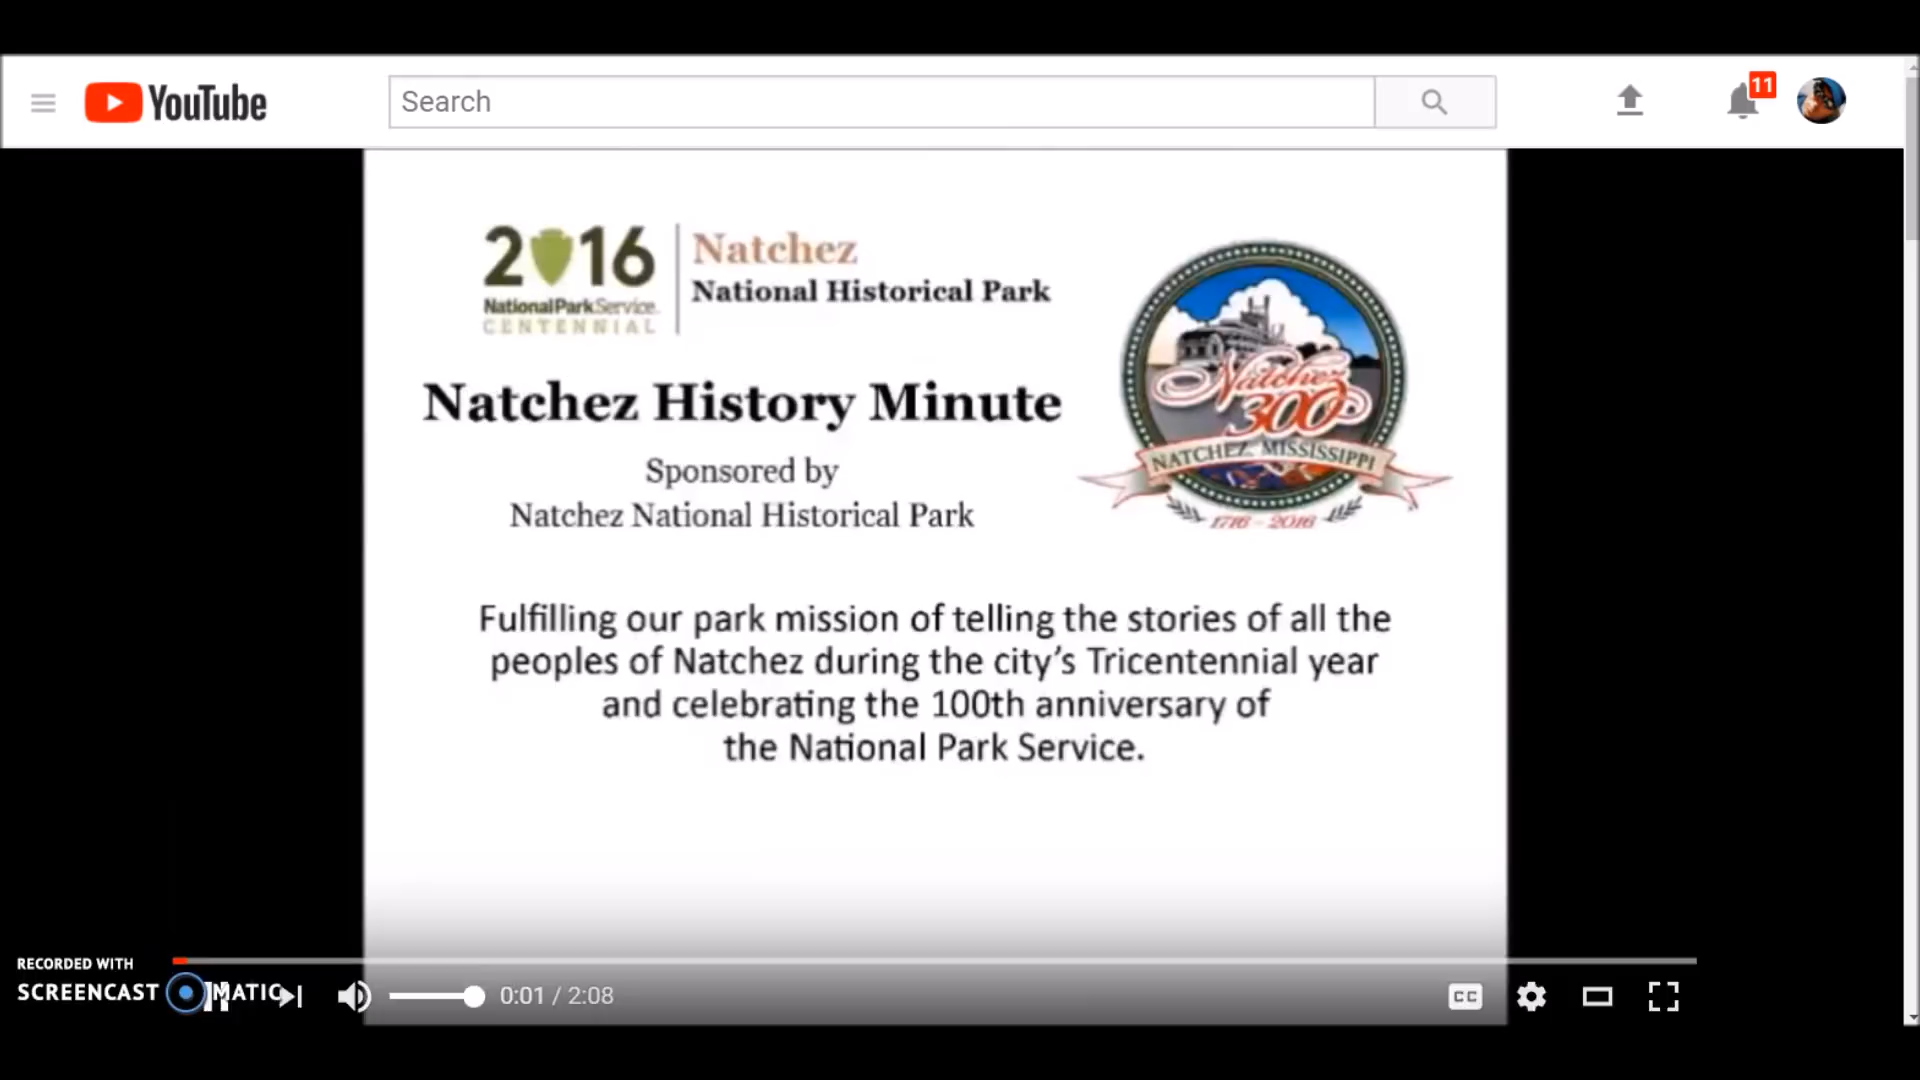 YouTube
Search
11
2016
National Park Service
CENTENNIAL
Natchez
National Historical Park
Natchez History Minute
Sponsored by
Natchez National Historical Park
Natchez
300
NATCHEZ, MISSISSIPPI
1716 - 2016
Fulfilling our park mission of telling the stories of all the
peoples of Natchez during the city's Tricentennial year
and celebrating the 100th anniversary of
the National Park Service.
RECORDED WITH
SCREENCAST MATIC
0:01 / 2:08
CC